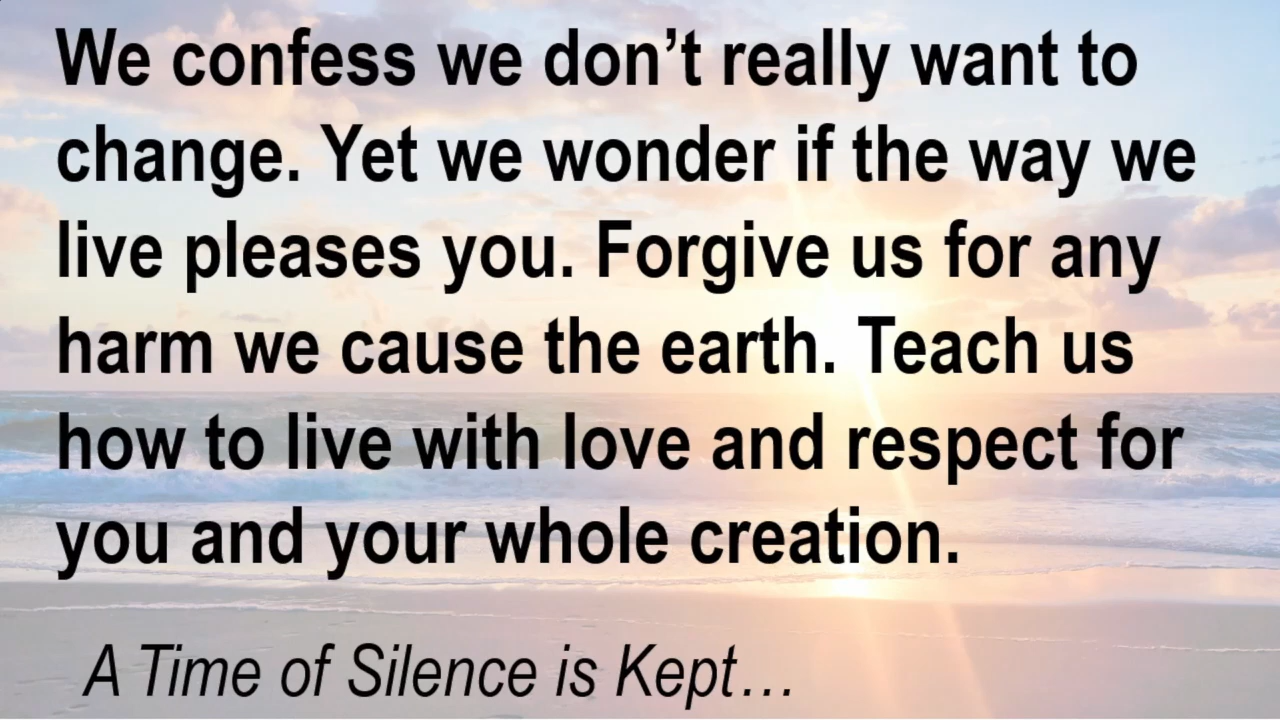 We confess we don’t really want to
change. Yet we wonder if the way we
live pleases you. Forgive us for any
harm we cause the earth. Teach us
how to live with love and respect for
you and your whole creation.
A Time of Silence is Kept…